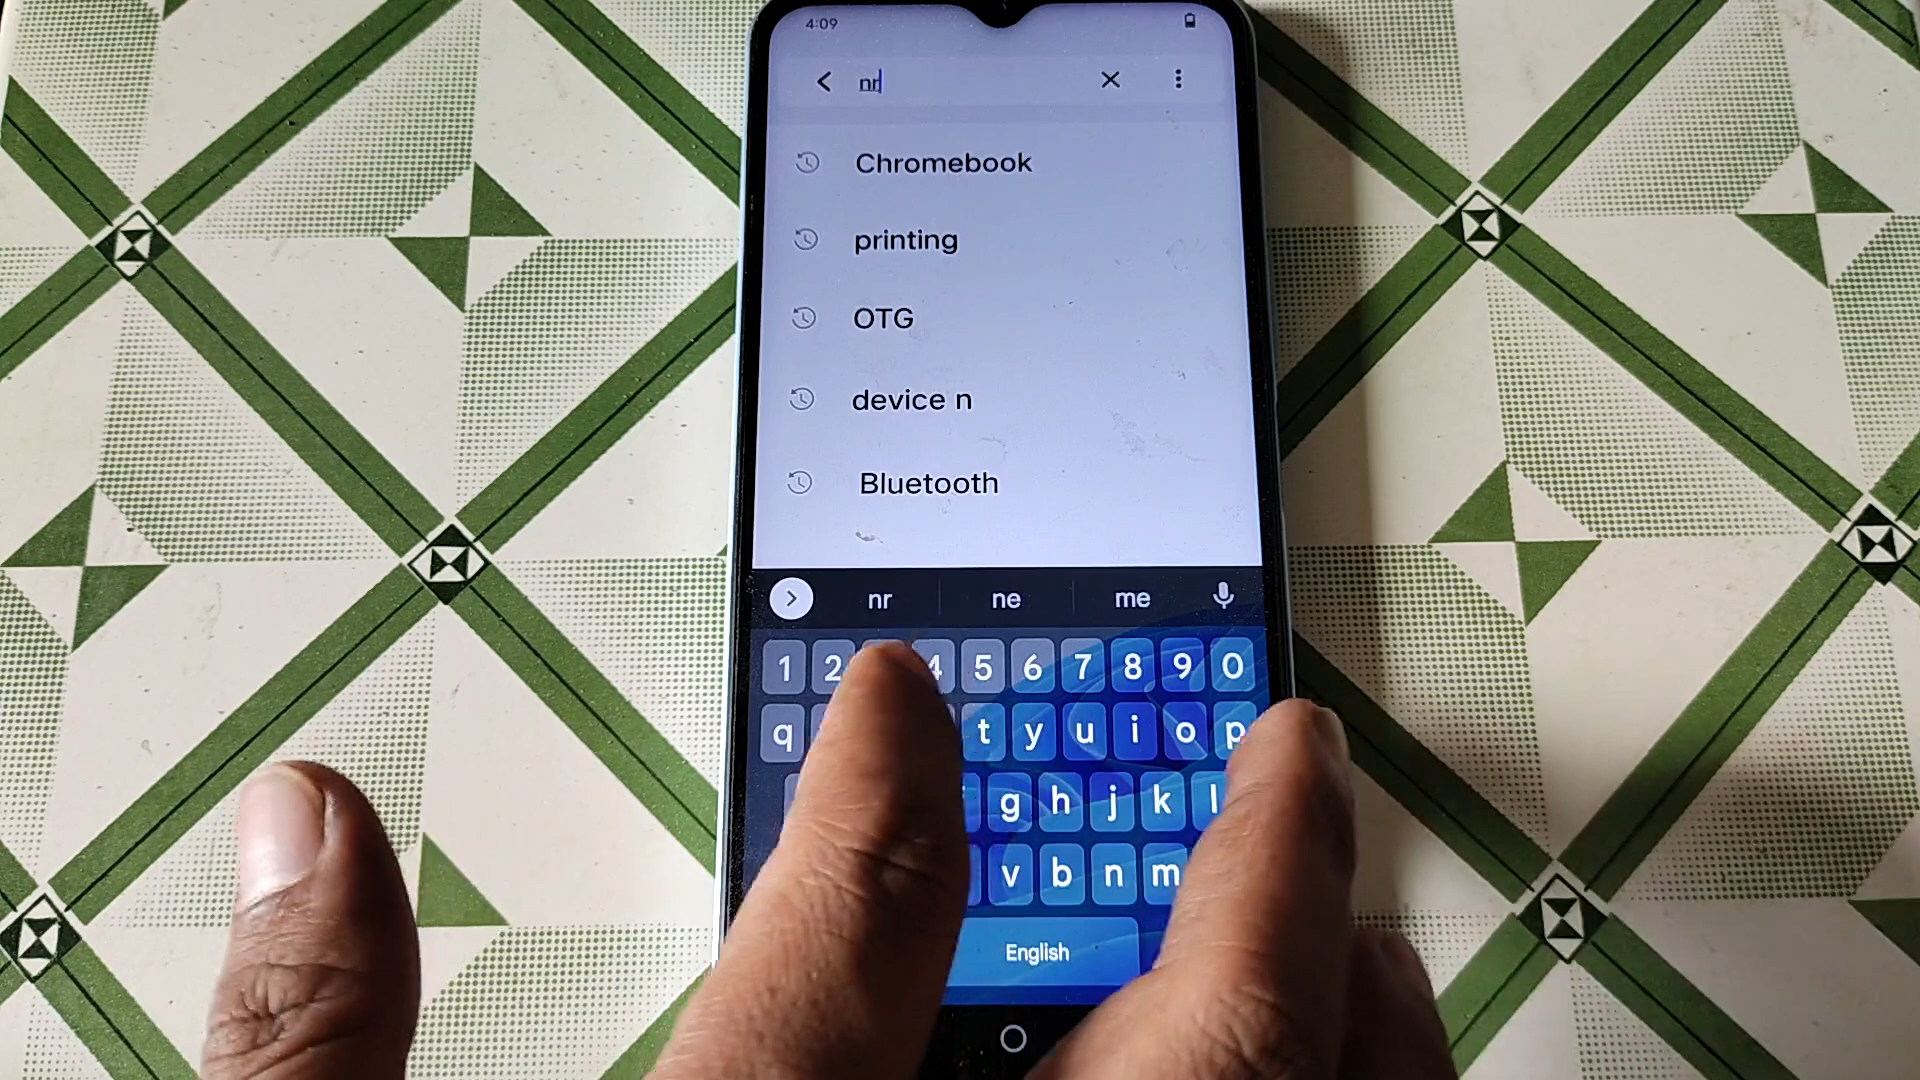 4:09
nr
Chromebook
printing
OTG
device n
Bluetooth
nr ne me
1 2 4 5 6 7 8 9 0
q t y u i o p
g h j k l
v b n m
English